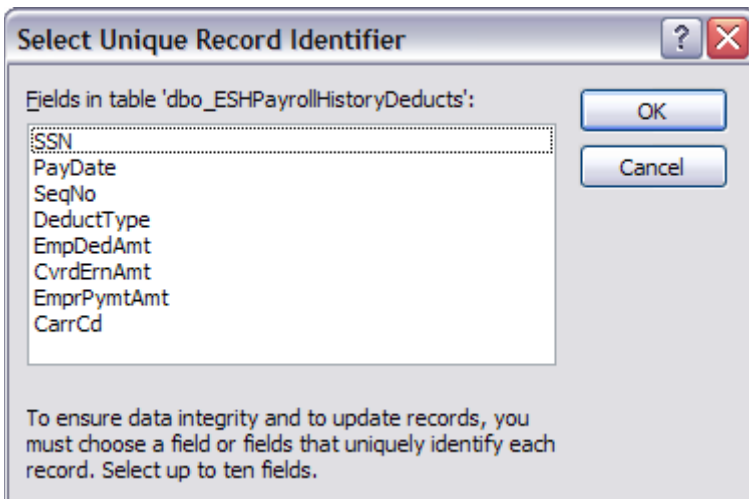 Select Unique Record Identifier
?
Fields in table 'dbo_ESHPayrollHistoryDeducts':
OK
SSN
PayDate
Cancel
SeqNo
DeductType
EmpDedAmt
CvrdErnAmt
EmprPymtAmt
CarrCd
To ensure data integrity and to update records, you
must choose a field or fields that uniquely identify each
record. Select up to ten fields.